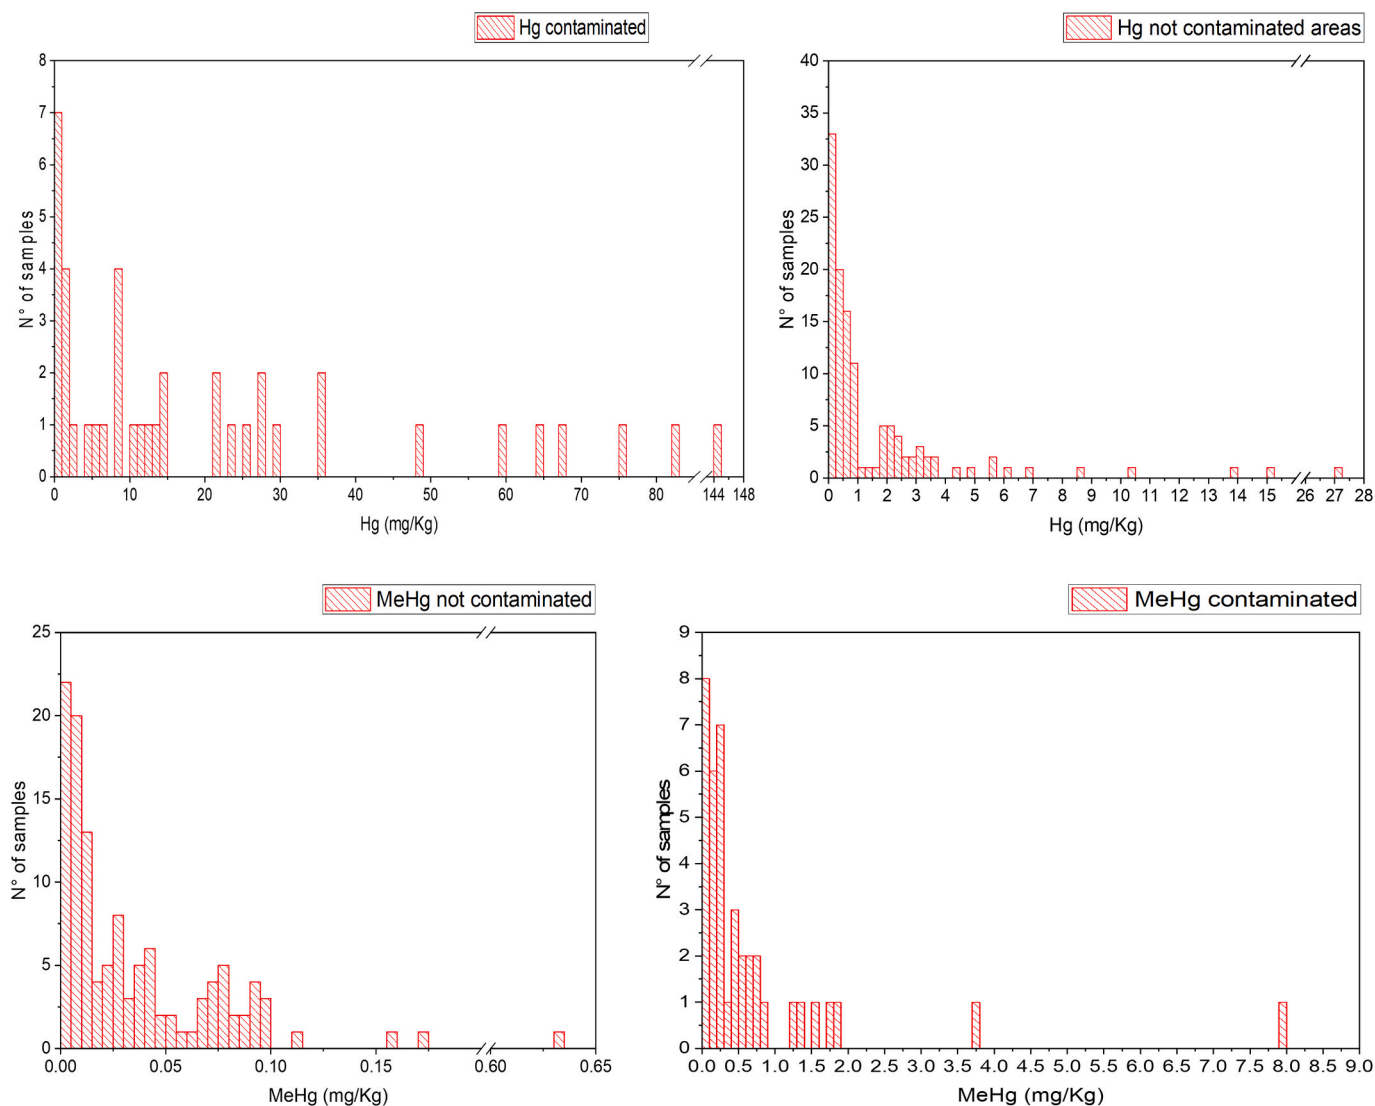 Hg contaminated
8
7
6
5
4
3
2
1
0
N° of samples
0 10 20 30 40 50 60 70 80 144 148
Hg (mg/Kg)
Hg not contaminated areas
40
35
30
25
20
15
10
5
0
N° of samples
0 1 2 3 4 5 6 7 8 9 10 11 12 13 14 15 26 27 28
Hg (mg/Kg)
MeHg not contaminated
25
20
15
10
5
0
N° of samples
0.00 0.05 0.10 0.15 0.60 0.65
MeHg (mg/Kg)
MeHg contaminated
9
8
7
6
5
4
3
2
1
0
N° of samples
0.0 0.5 1.0 1.5 2.0 2.5 3.0 3.5 4.0 4.5 5.0 5.5 6.0 6.5 7.0 7.5 8.0 8.5 9.0
MeHg (mg/Kg)